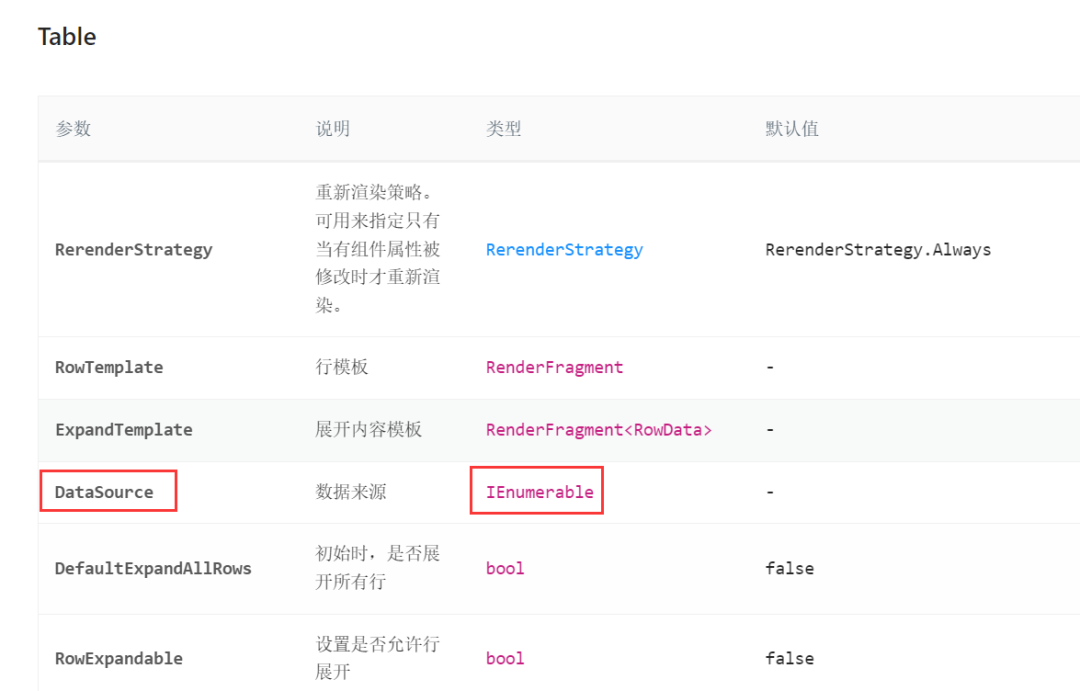 Table
参数 说明 类型 默认值
重新渲染策略。
可用来指定只有
当有组件属性被
修改时才重新渲
染。
RerenderStrategy RerenderStrategy RerenderStrategy.Always
RowTemplate 行模板 RenderFragment -
ExpandTemplate 展开内容模板 RenderFragment<RowData> -
DataSource 数据来源 IEnumerable -
初始时，是否展
开所有行
DefaultExpandAllRows bool false
设置是否允许行
展开
RowExpandable bool false